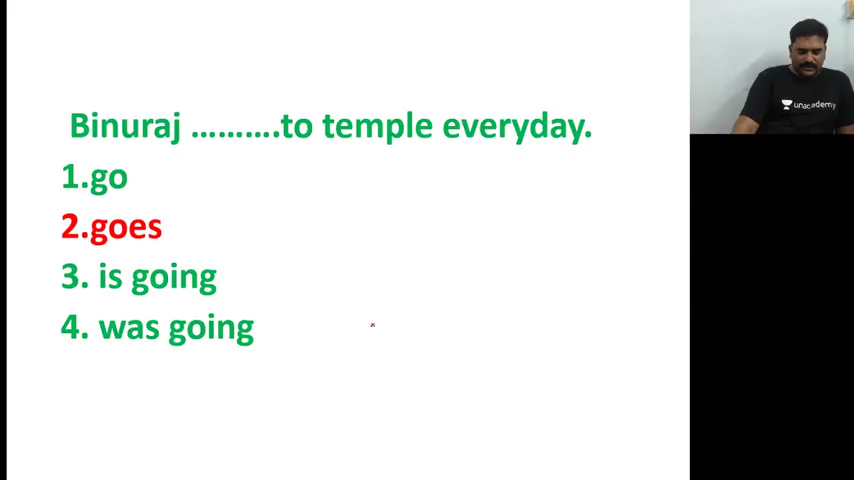 Binuraj ……….to temple everyday.
1.go
2.goes
3. is going
4. was going
unacademy